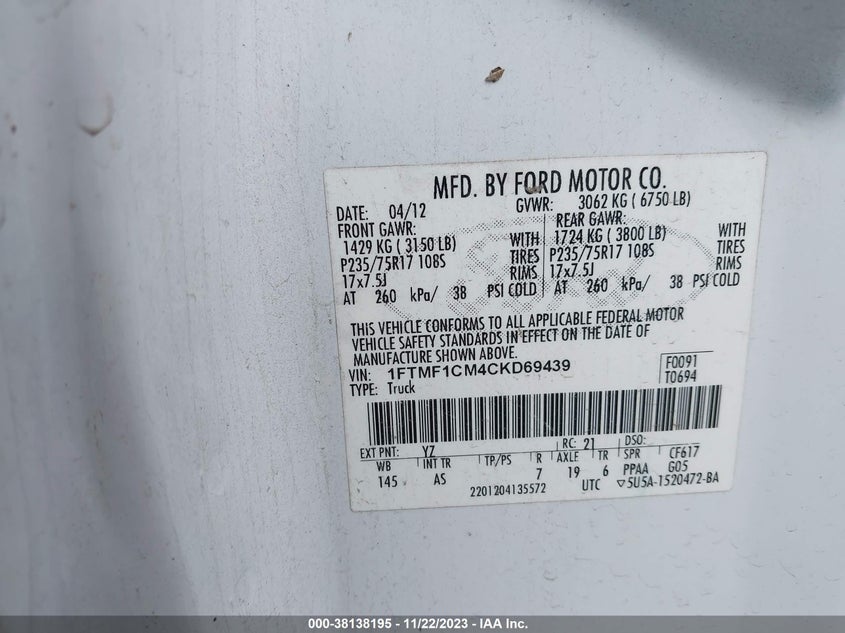 MFD. BY FORD MOTOR CO.
DATE: 04/12 GVWR: 3062 KG ( 6750 LB)
FRONT GAWR: REAR GAWR:
1429 KG ( 3150 LB) WITH 1724 KG ( 3800 LB) WITH
P235/75R17 108S TIRES P235/75R17 108S TIRES
17x7.5J RIMS 17x7.5J RIMS
AT 260 kPa/ 38 PSI COLD AT 260 kPa/ 38 PSI COLD
THIS VEHICLE CONFORMS TO ALL APPLICABLE FEDERAL MOTOR
VEHICLE SAFETY STANDARDS IN EFFECT ON THE DATE OF
MANUFACTURE SHOWN ABOVE.
VIN: 1FTMF1CM4CKD69439 F0091
TYPE: Truck T0694
EXT PNT: YZ RC: 21 DSO:
WB INT TR TP/PS R AXLE TR SPR CF617
145 AS 7 19 6 PPAA G05
2201204135572 UTC ▽5U5A-1520472-BA
000-38138195 - 11/22/2023 - IAA Inc.